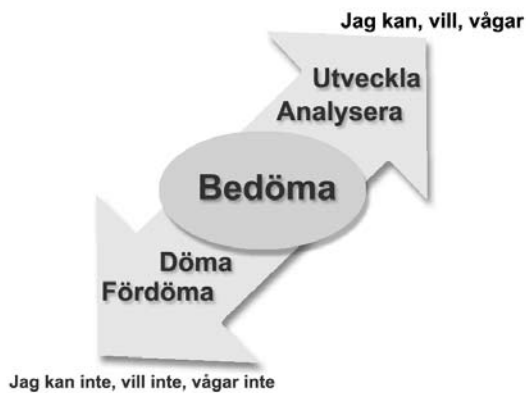 Jag kan, vill, vågar
Utveckla
Analysera
Bedöma
Döma
Fördöma
Jag kan inte, vill inte, vågar inte